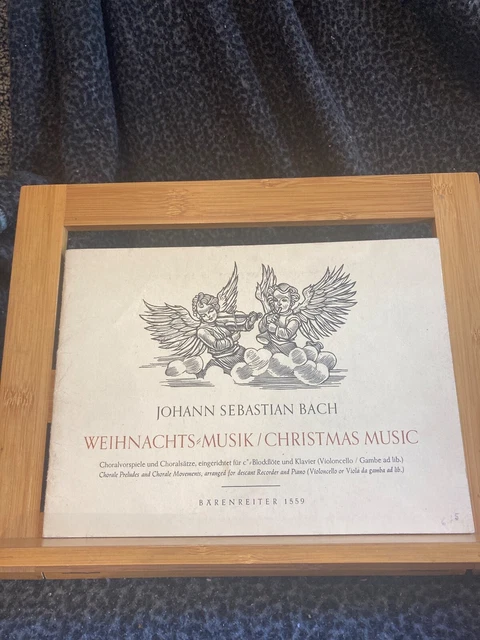 JOHANN SEBASTIAN BACH
WEIHNACHTS-MUSIK / CHRISTMAS MUSIC
Choralvorspiele und Choralsätze, eingerichtet für c"-Blockflöte und Klavier (Violoncello / Gambe ad lib.)
Chorale Preludes and Chorale Movements, arranged for descant Recorder and Piano (Violoncello or Viola da gamba ad lib.)
BÄRENREITER 1859